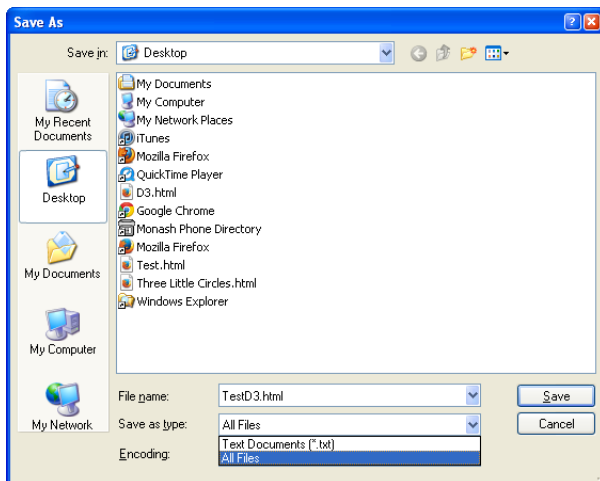 Save As
Save in:
Desktop
My Recent
Documents
Desktop
My Documents
My Computer
My Network
My Documents
My Computer
My Network Places
iTunes
Mozilla Firefox
QuickTime Player
D3.html
Google Chrome
Monash Phone Directory
Mozilla Firefox
Test.html
Three Little Circles.html
Windows Explorer
File name:
TestD3.html
Save
Save as type:
All Files
Cancel
Text Documents (*.txt)
All Files
Encoding: